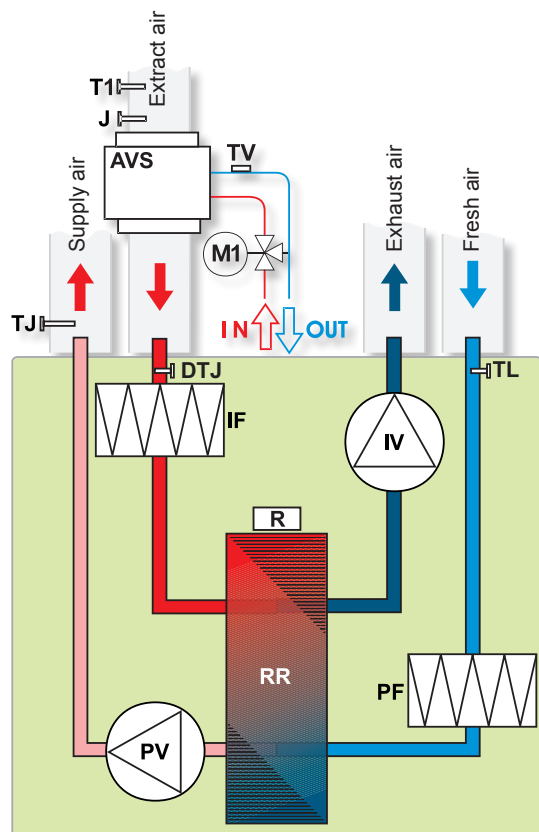 Extract air
T1
J
AVS
TV
Supply air
Exhaust air
Fresh air
M1
TJ
IN
OUT
DTJ
TL
IF
IV
R
RR
PF
PV